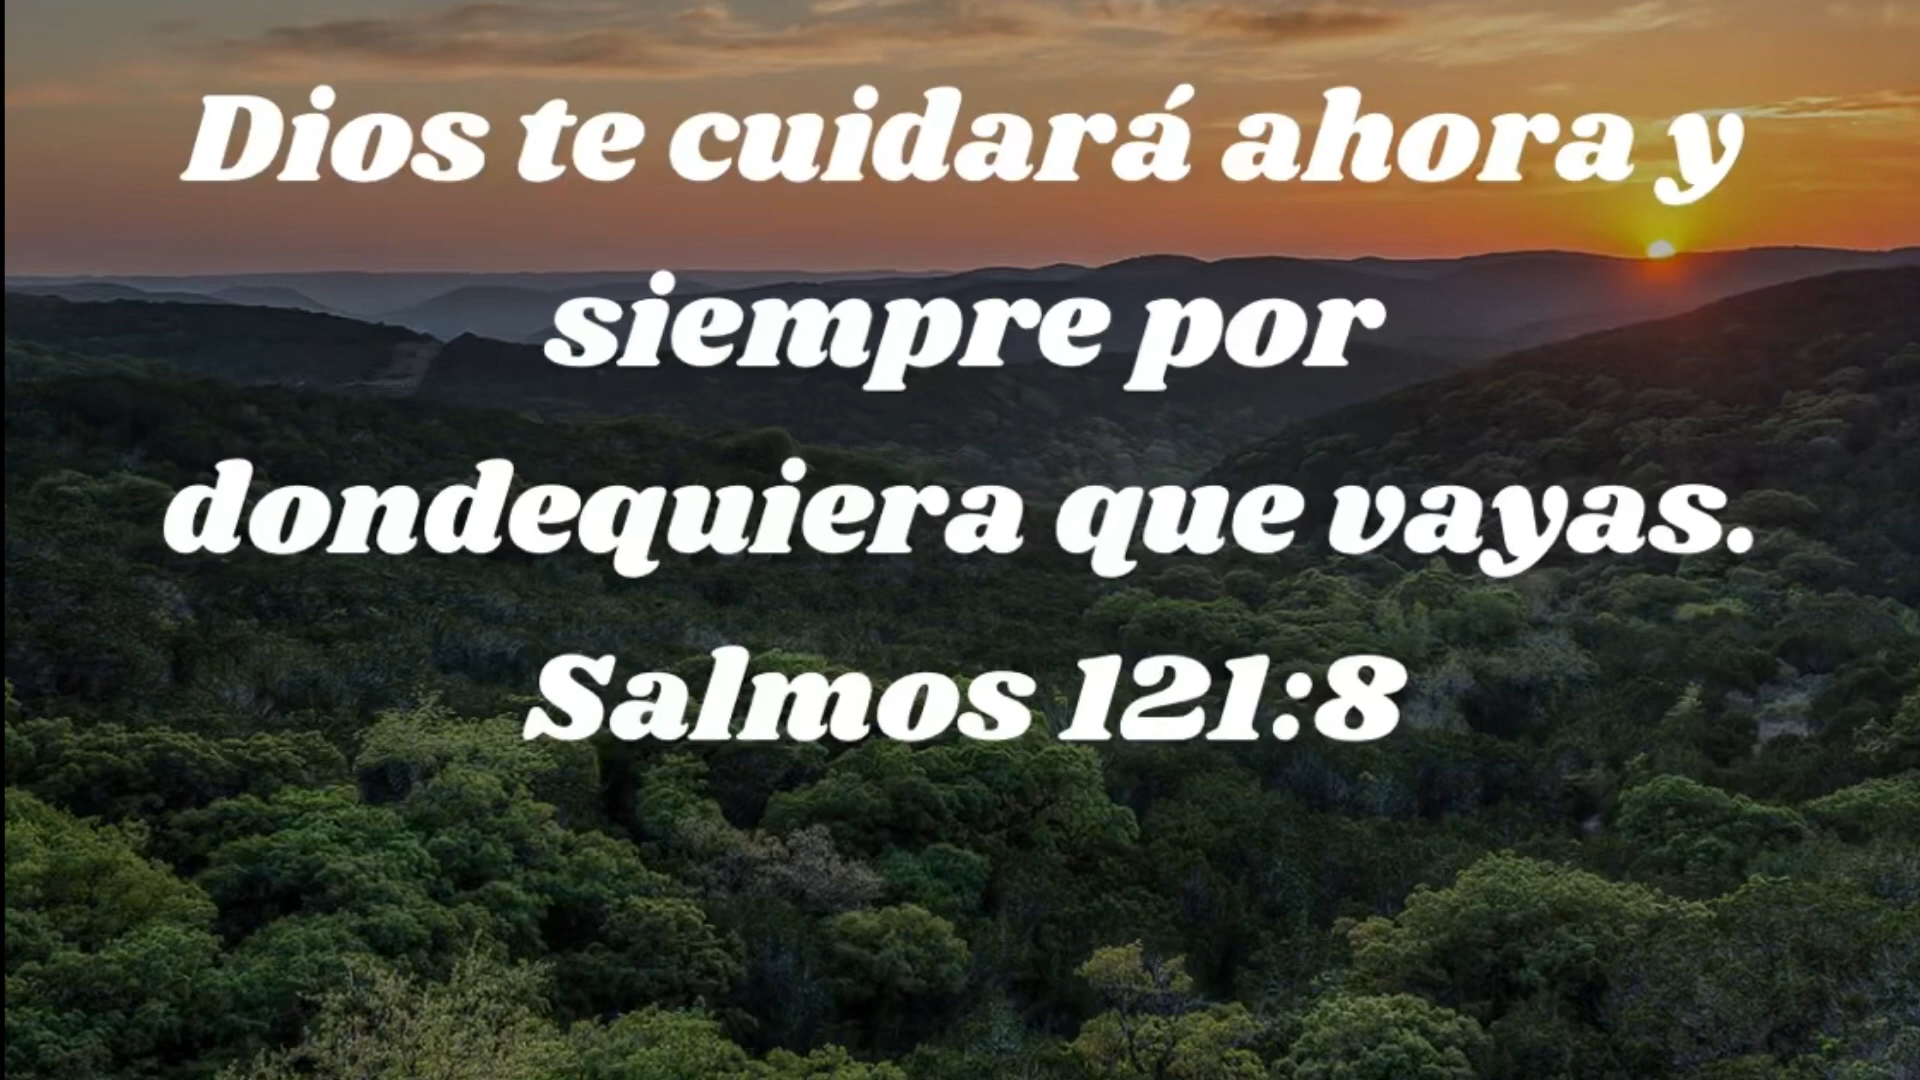 Dios te cuidará ahora y
siempre por
dondequiera que vayas.
Salmos 121:8